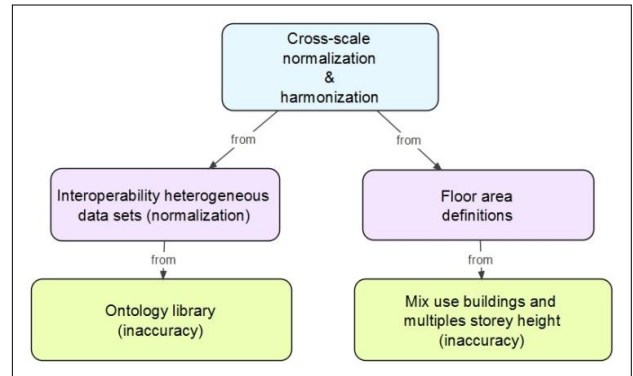 Cross-scale
normalization
&
harmonization
from
from
Interoperability heterogeneous
data sets (normalization)
Floor area
definitions
from
from
Ontology library
(inaccuracy)
Mix use buildings and
multiples storey height
(inaccuracy)